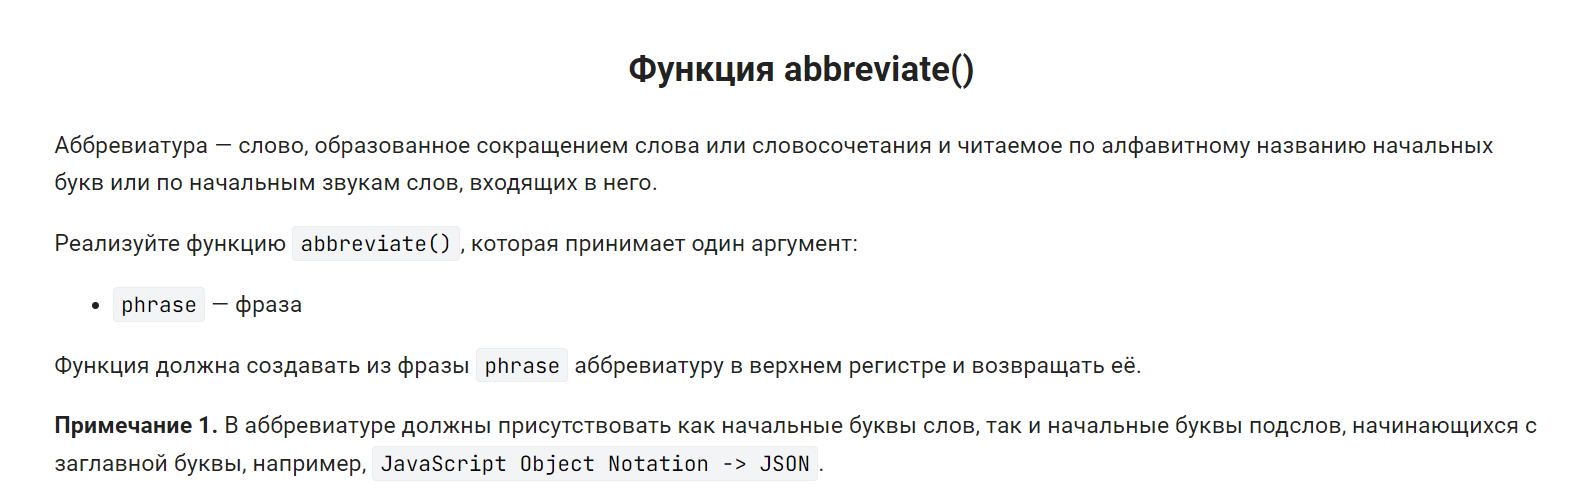 Функция abbreviate()
Аббревиатура — слово, образованное сокращением слова или словосочетания и читаемое по алфавитному названию начальных
букв или по начальным звукам слов, входящих в него.
Реализуйте функцию abbreviate(), которая принимает один аргумент:
• phrase — фраза
Функция должна создавать из фразы phrase аббревиатуру в верхнем регистре и возвращать её.
Примечание 1. В аббревиатуре должны присутствовать как начальные буквы слов, так и начальные буквы подслов, начинающихся с
заглавной буквы, например, JavaScript Object Notation -> JSON.